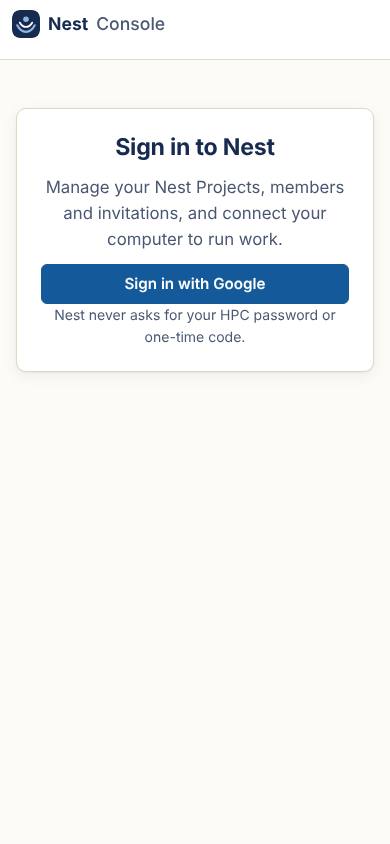 Nest Console
Sign in to Nest
Manage your Nest Projects, members
and invitations, and connect your
computer to run work.
Sign in with Google
Nest never asks for your HPC password or
one-time code.